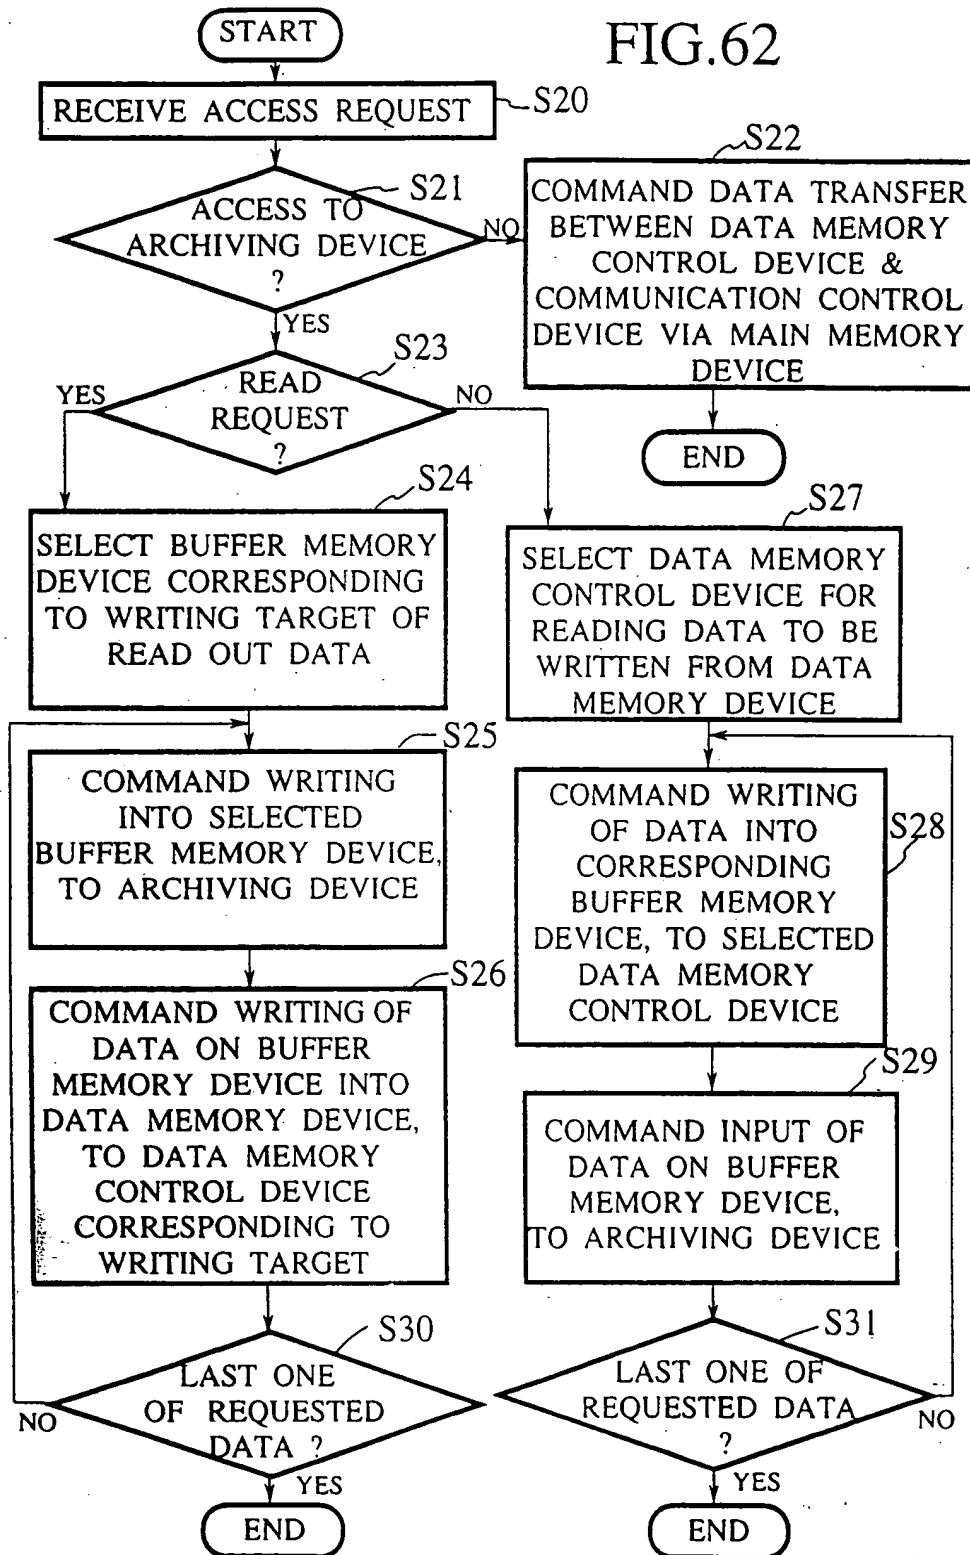 START
FIG.62
RECEIVE ACCESS REQUEST
S20
S21
ACCESS TO
ARCHIVING DEVICE
?
NO
YES
S22
COMMAND DATA TRANSFER
BETWEEN DATA MEMORY
CONTROL DEVICE &
COMMUNICATION CONTROL
DEVICE VIA MAIN MEMORY
DEVICE
END
S23
READ
REQUEST
?
YES
NO
S24
SELECT BUFFER MEMORY
DEVICE CORRESPONDING
TO WRITING TARGET OF
READ OUT DATA
S25
COMMAND WRITING
INTO SELECTED
BUFFER MEMORY DEVICE,
TO ARCHIVING DEVICE
S26
COMMAND WRITING OF
DATA ON BUFFER
MEMORY DEVICE INTO
DATA MEMORY DEVICE,
TO DATA MEMORY
CONTROL DEVICE
CORRESPONDING TO
WRITING TARGET
S30
LAST ONE
OF REQUESTED
DATA ?
NO
YES
END
S27
SELECT DATA MEMORY
CONTROL DEVICE FOR
READING DATA TO BE
WRITTEN FROM DATA
MEMORY DEVICE
S28
COMMAND WRITING
OF DATA INTO
CORRESPONDING
BUFFER MEMORY
DEVICE, TO SELECTED
DATA MEMORY
CONTROL DEVICE
S29
COMMAND INPUT OF
DATA ON BUFFER
MEMORY DEVICE,
TO ARCHIVING DEVICE
S31
LAST ONE OF
REQUESTED DATA
?
NO
YES
END